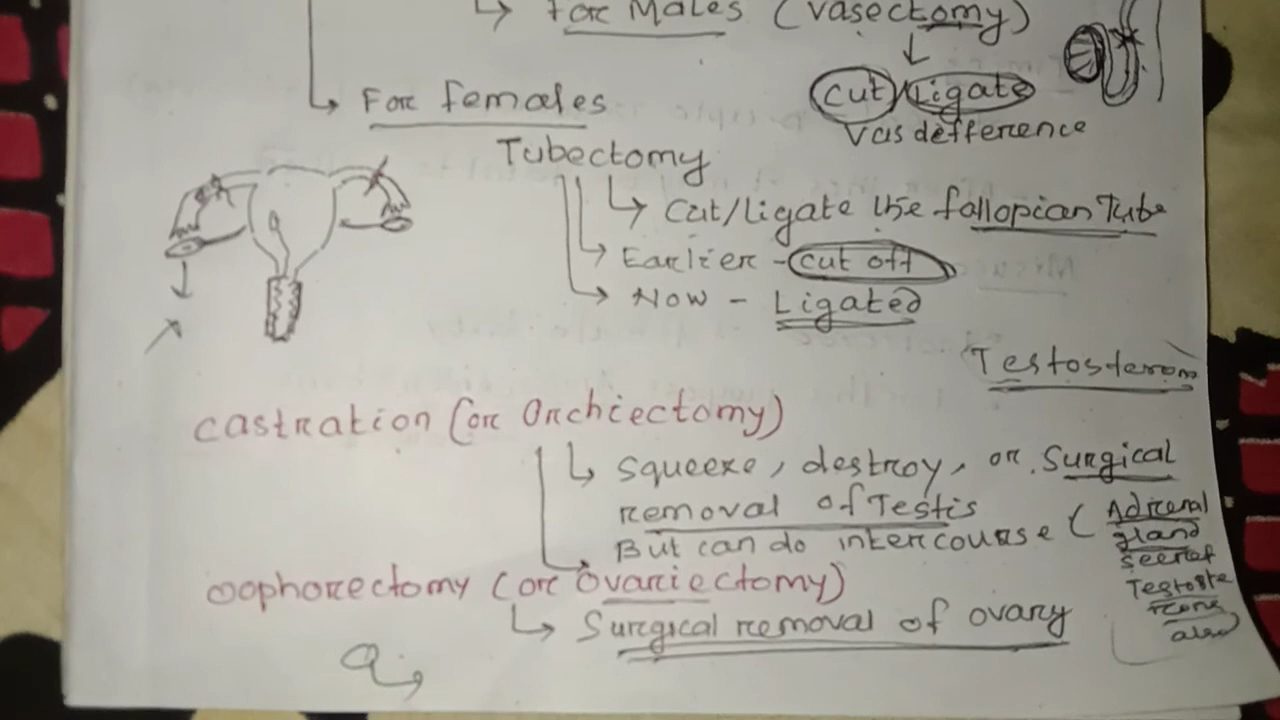 ↳ For Males (vasectomy)
↓
cut/Ligate
Vas defference
↳ For females
Tubectomy
↳ Cut/Ligate the fallopian Tube
→ Earlier - cut off
→ Now - Ligated
(Testosteron)
castration (or Orchiectomy)
↳ squeeze, destroy, or surgical
removal of Testis
→ But can do intercourse (Adrenal
gland
secret
Testoste
rons
also)
oophorectomy (or Ovariectomy)
↳ Surgical removal of ovary
Q,